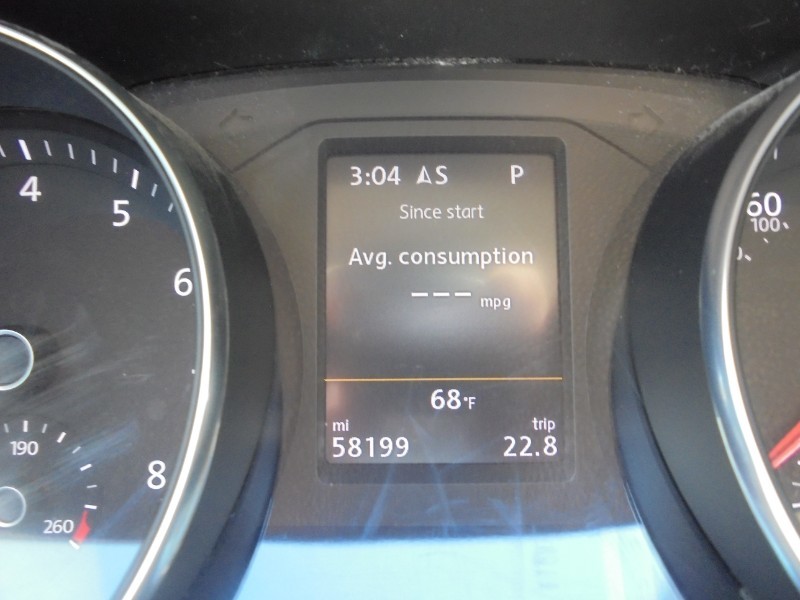 3:04 S P
Since start
Avg. consumption
--- mpg
68°F
mi trip
58199 22.8
4
5
6
8
190
260
60
100